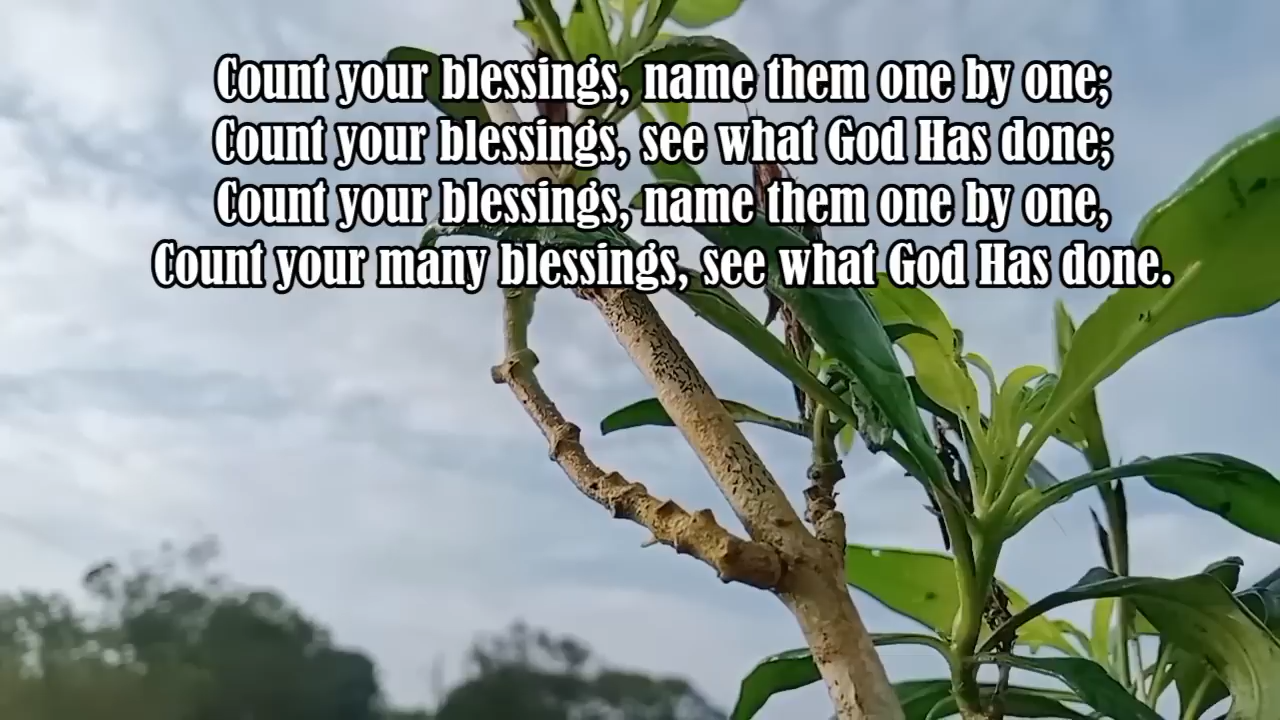 Count your blessings, name them one by one;
Count your blessings, see what God Has done;
Count your blessings, name them one by one,
Count your many blessings, see what God Has done.